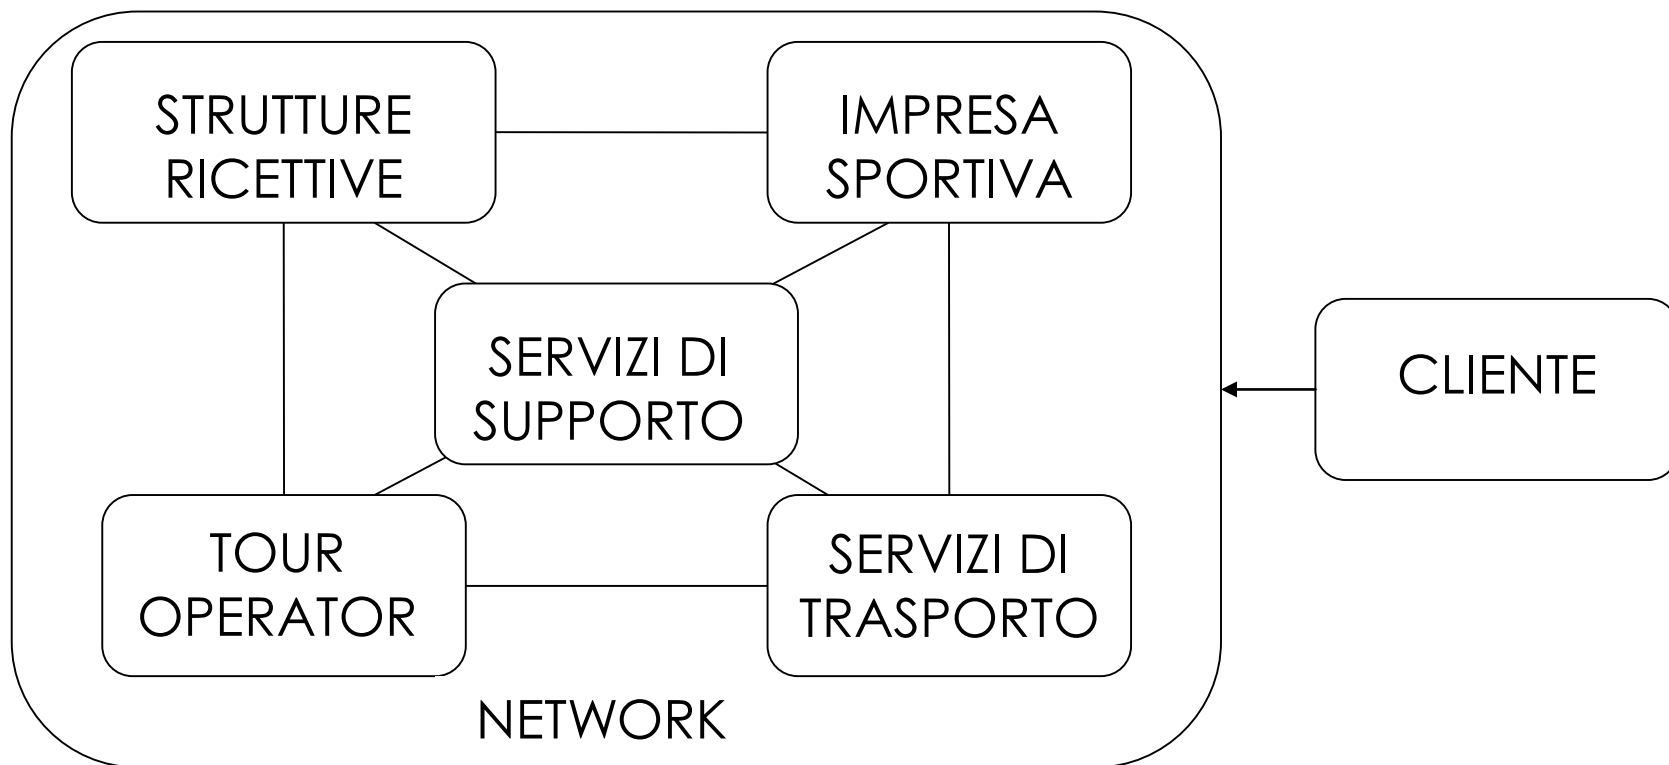 STRUTTURE
RICETTIVE
IMPRESA
SPORTIVA
SERVIZI DI
SUPPORTO
CLIENTE
TOUR
OPERATOR
SERVIZI DI
TRASPORTO
NETWORK